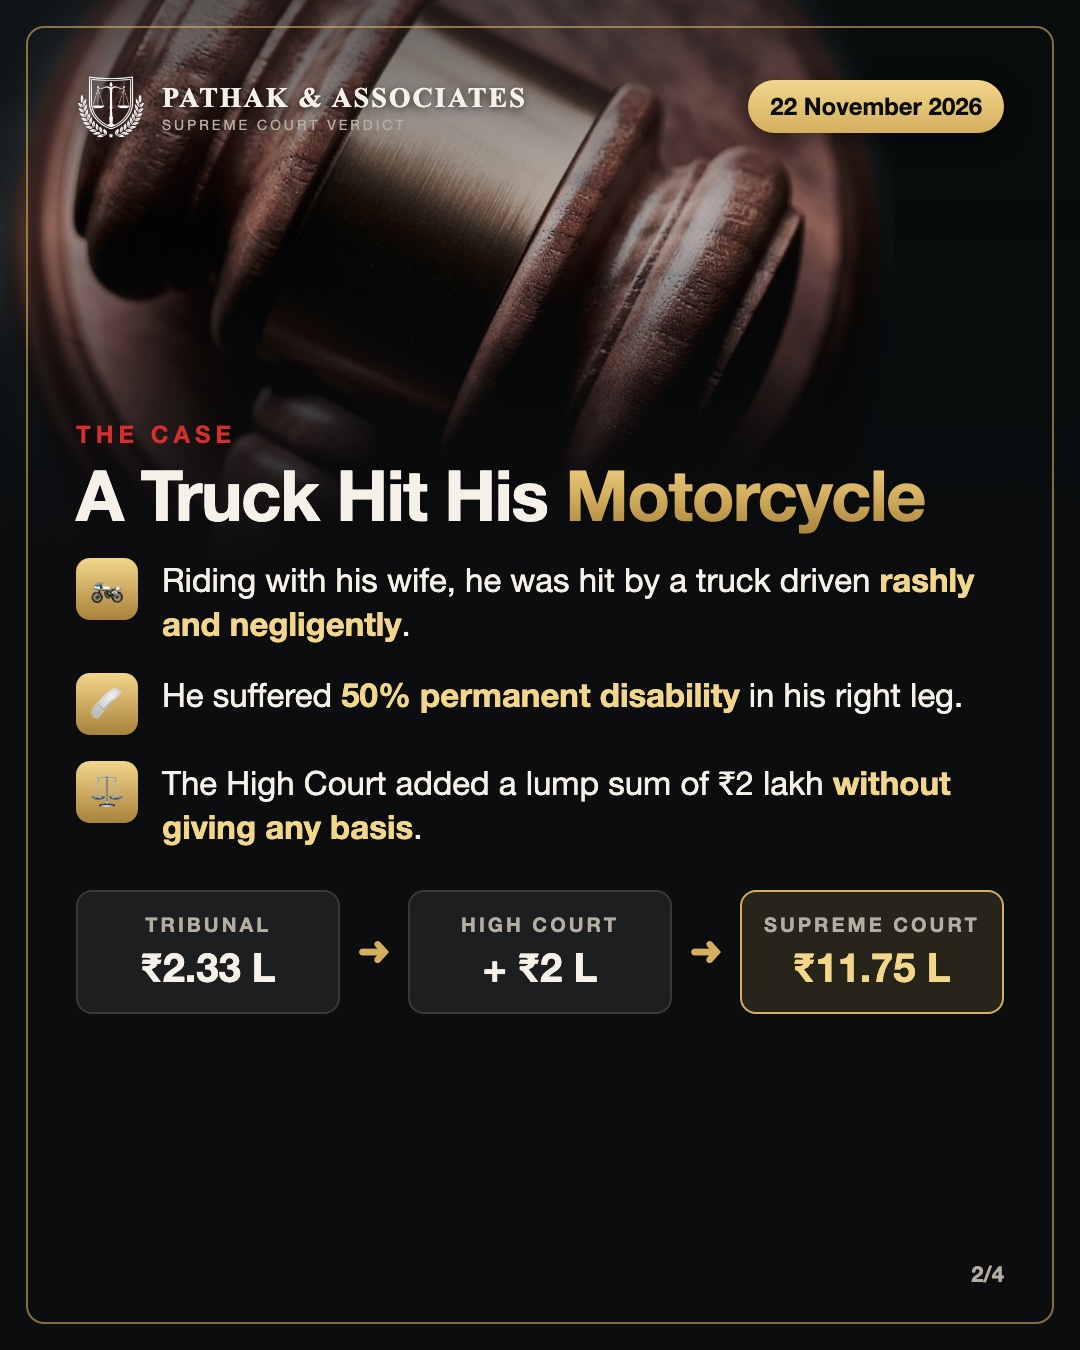 PATHAK & ASSOCIATES
SUPREME COURT VERDICT
22 November 2026
THE CASE
A Truck Hit His Motorcycle
Riding with his wife, he was hit by a truck driven rashly
and negligently.
He suffered 50% permanent disability in his right leg.
The High Court added a lump sum of ₹2 lakh without
giving any basis.
TRIBUNAL
₹2.33 L
➜
HIGH COURT
+ ₹2 L
➜
SUPREME COURT
₹11.75 L
2/4